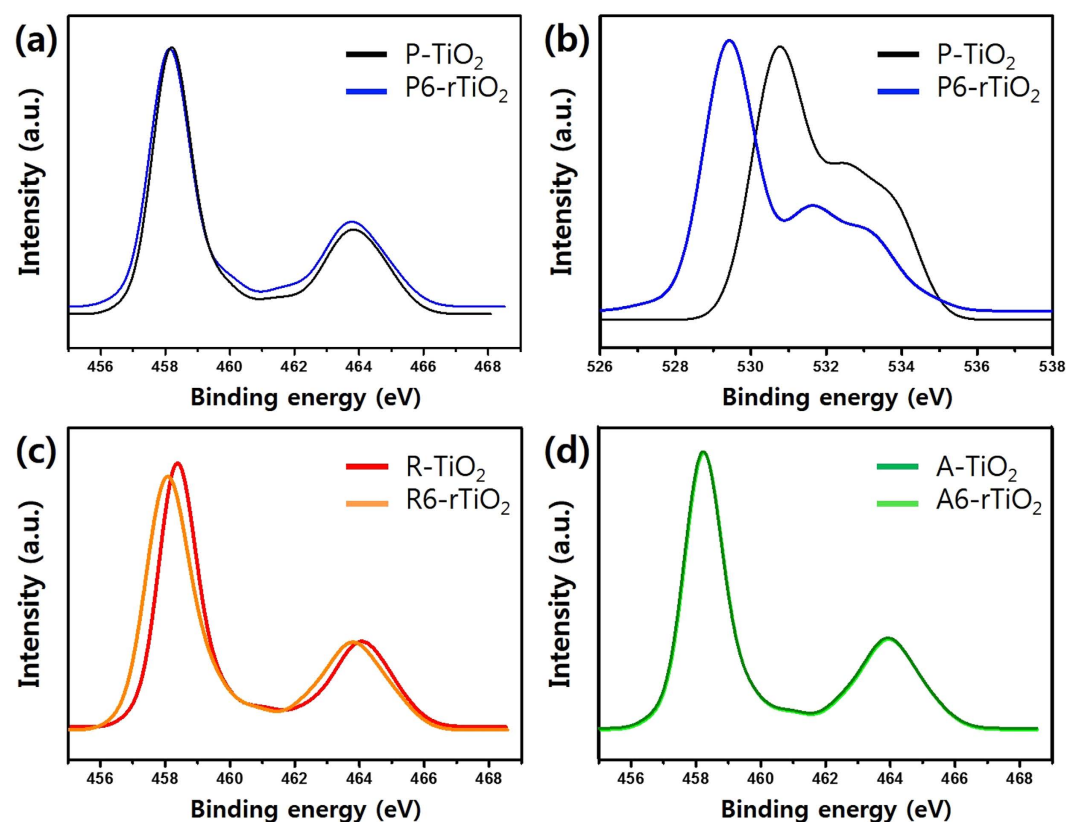 (a)
P-TiO₂
P6-rTiO₂
Intensity (a.u.)
456 458 460 462 464 466 468
Binding energy (eV)
(b)
P-TiO₂
P6-rTiO₂
Intensity (a.u.)
526 528 530 532 534 536 538
Binding energy (eV)
(c)
R-TiO₂
R6-rTiO₂
Intensity (a.u.)
456 458 460 462 464 466 468
Binding energy (eV)
(d)
A-TiO₂
A6-rTiO₂
Intensity (a.u.)
456 458 460 462 464 466 468
Binding energy (eV)